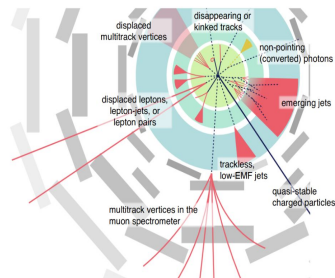 displaced
multitrack vertices
disappearing or
kinked tracks
non-pointing
(converted) photons
emerging jets
displaced leptons,
lepton-jets, or
lepton pairs
trackless,
low-EMF jets
multitrack vertices in the
muon spectrometer
quasi-stable
charged particles